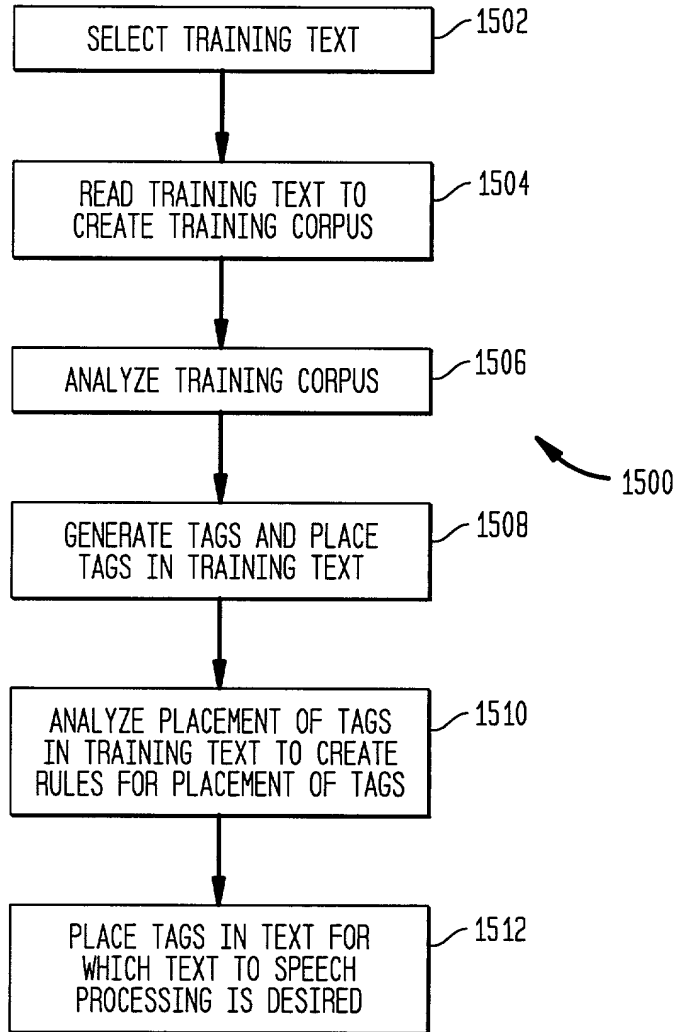 SELECT TRAINING TEXT
1502
READ TRAINING TEXT TO
CREATE TRAINING CORPUS
1504
ANALYZE TRAINING CORPUS
1506
1500
GENERATE TAGS AND PLACE
TAGS IN TRAINING TEXT
1508
ANALYZE PLACEMENT OF TAGS
IN TRAINING TEXT TO CREATE
RULES FOR PLACEMENT OF TAGS
1510
PLACE TAGS IN TEXT FOR
WHICH TEXT TO SPEECH
PROCESSING IS DESIRED
1512